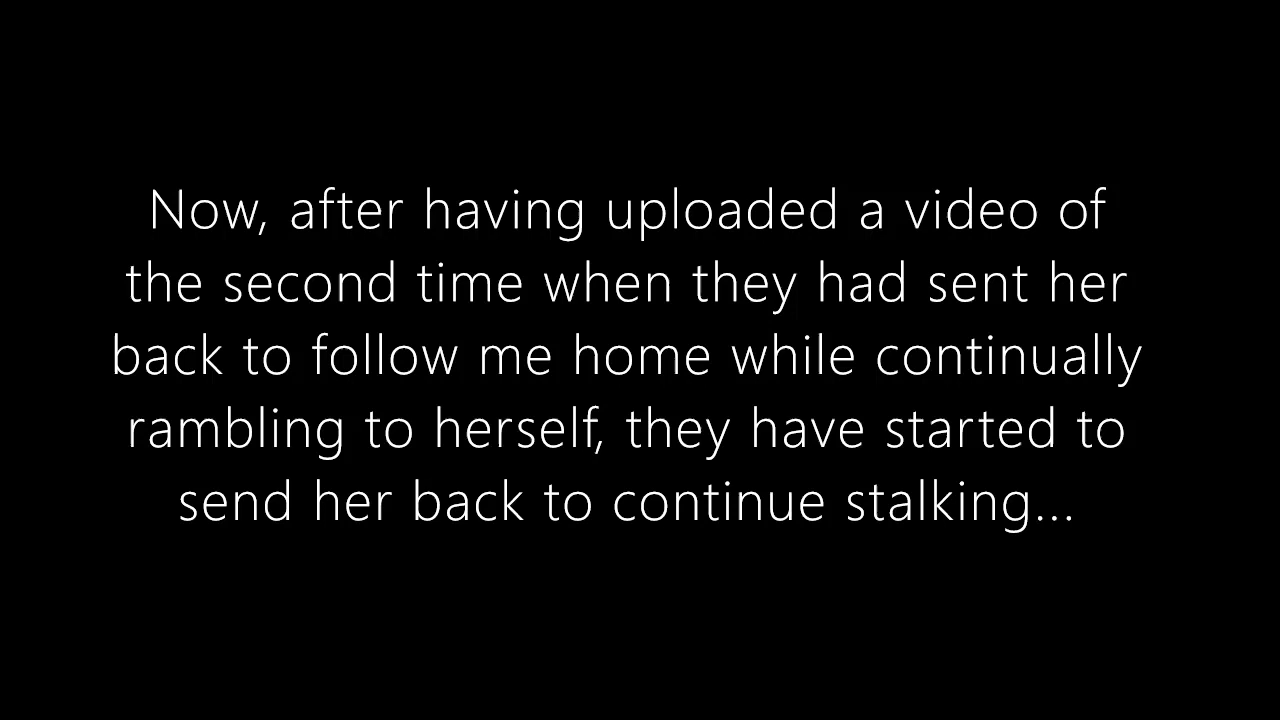 Now, after having uploaded a video of
the second time when they had sent her
back to follow me home while continually
rambling to herself, they have started to
send her back to continue stalking...